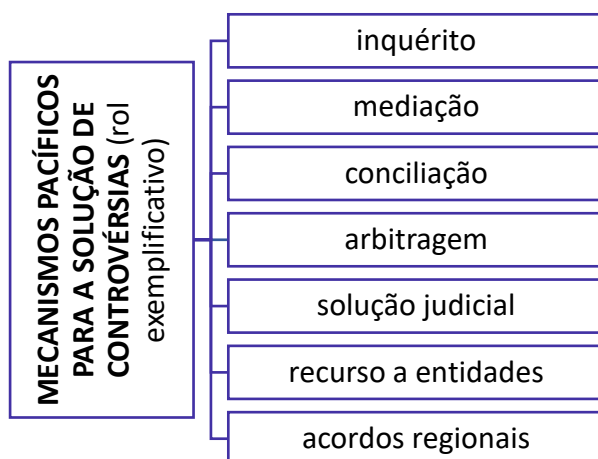 MECANISMOS PACÍFICOS
PARA A SOLUÇÃO DE
CONTROVÉRSIAS (rol
exemplificativo)
inquérito
mediação
conciliação
arbitragem
solução judicial
recurso a entidades
acordos regionais